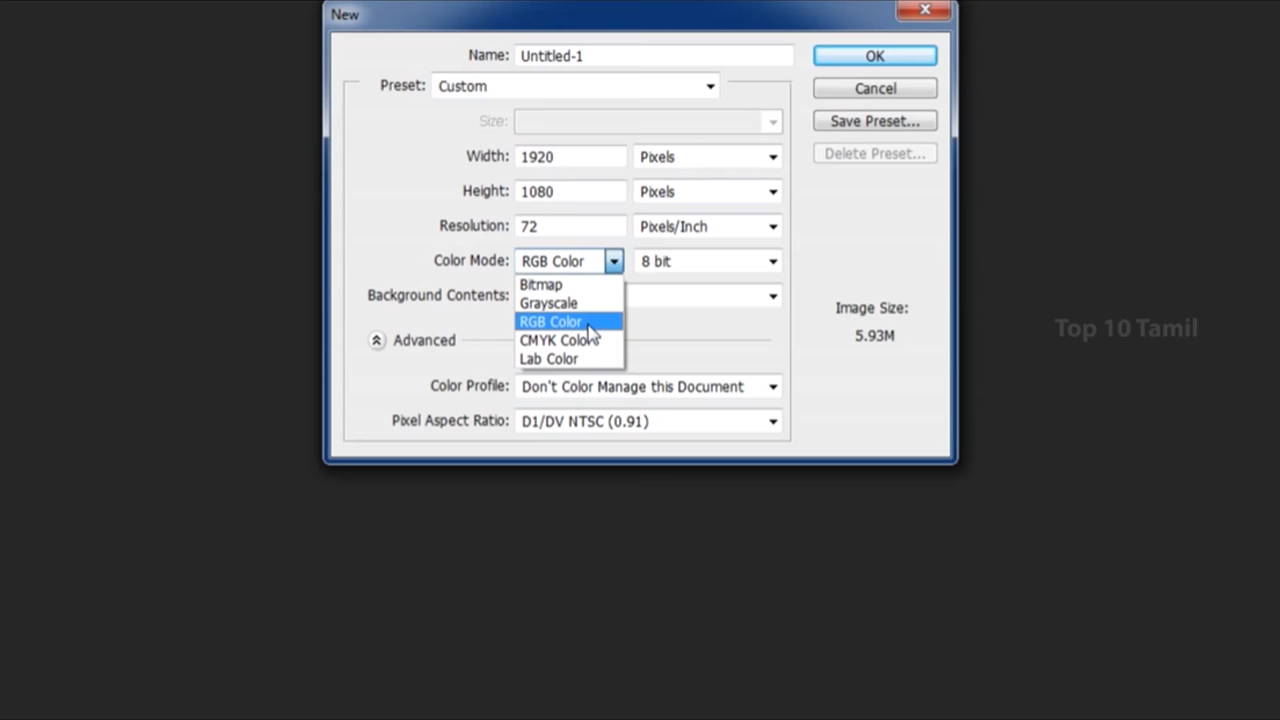 New
Name: Untitled-1
OK
Preset: Custom
Cancel
Size:
Save Preset...
Width: 1920 Pixels
Delete Preset...
Height: 1080 Pixels
Resolution: 72 Pixels/Inch
Color Mode: RGB Color 8 bit
Bitmap
Background Contents:
Grayscale
RGB Color
CMYK Color
Lab Color
Advanced
Image Size:
5.93M
Color Profile: Don't Color Manage this Document
Pixel Aspect Ratio: D1/DV NTSC (0.91)
Top 10 Tamil